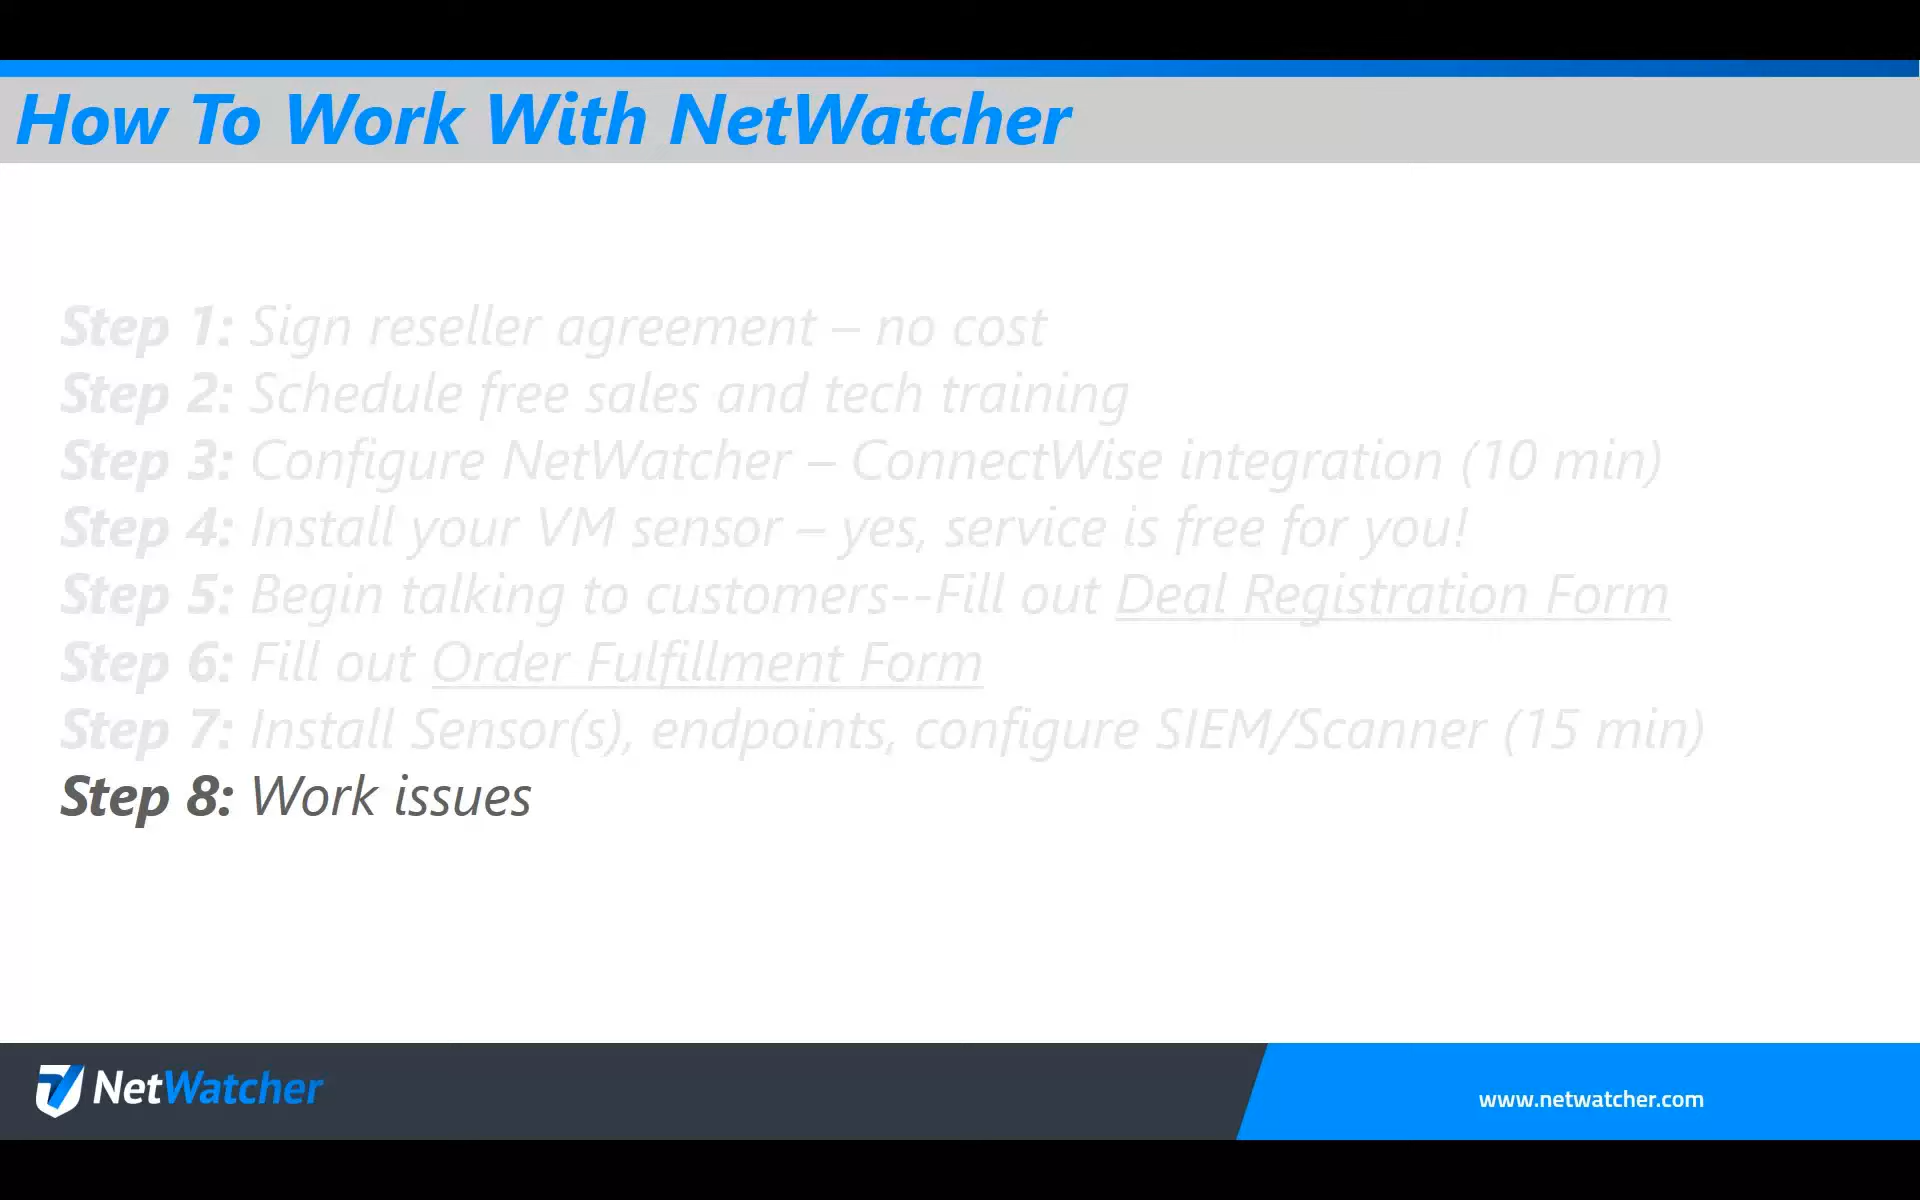 How To Work With NetWatcher
Step 1: Sign reseller agreement – no cost
Step 2: Schedule free sales and tech training
Step 3: Configure NetWatcher – ConnectWise integration (10 min)
Step 4: Install your VM sensor – yes, service is free for you!
Step 5: Begin talking to customers--Fill out Deal Registration Form
Step 6: Fill out Order Fulfillment Form
Step 7: Install Sensor(s), endpoints, configure SIEM/Scanner (15 min)
Step 8: Work issues
NetWatcher
www.netwatcher.com